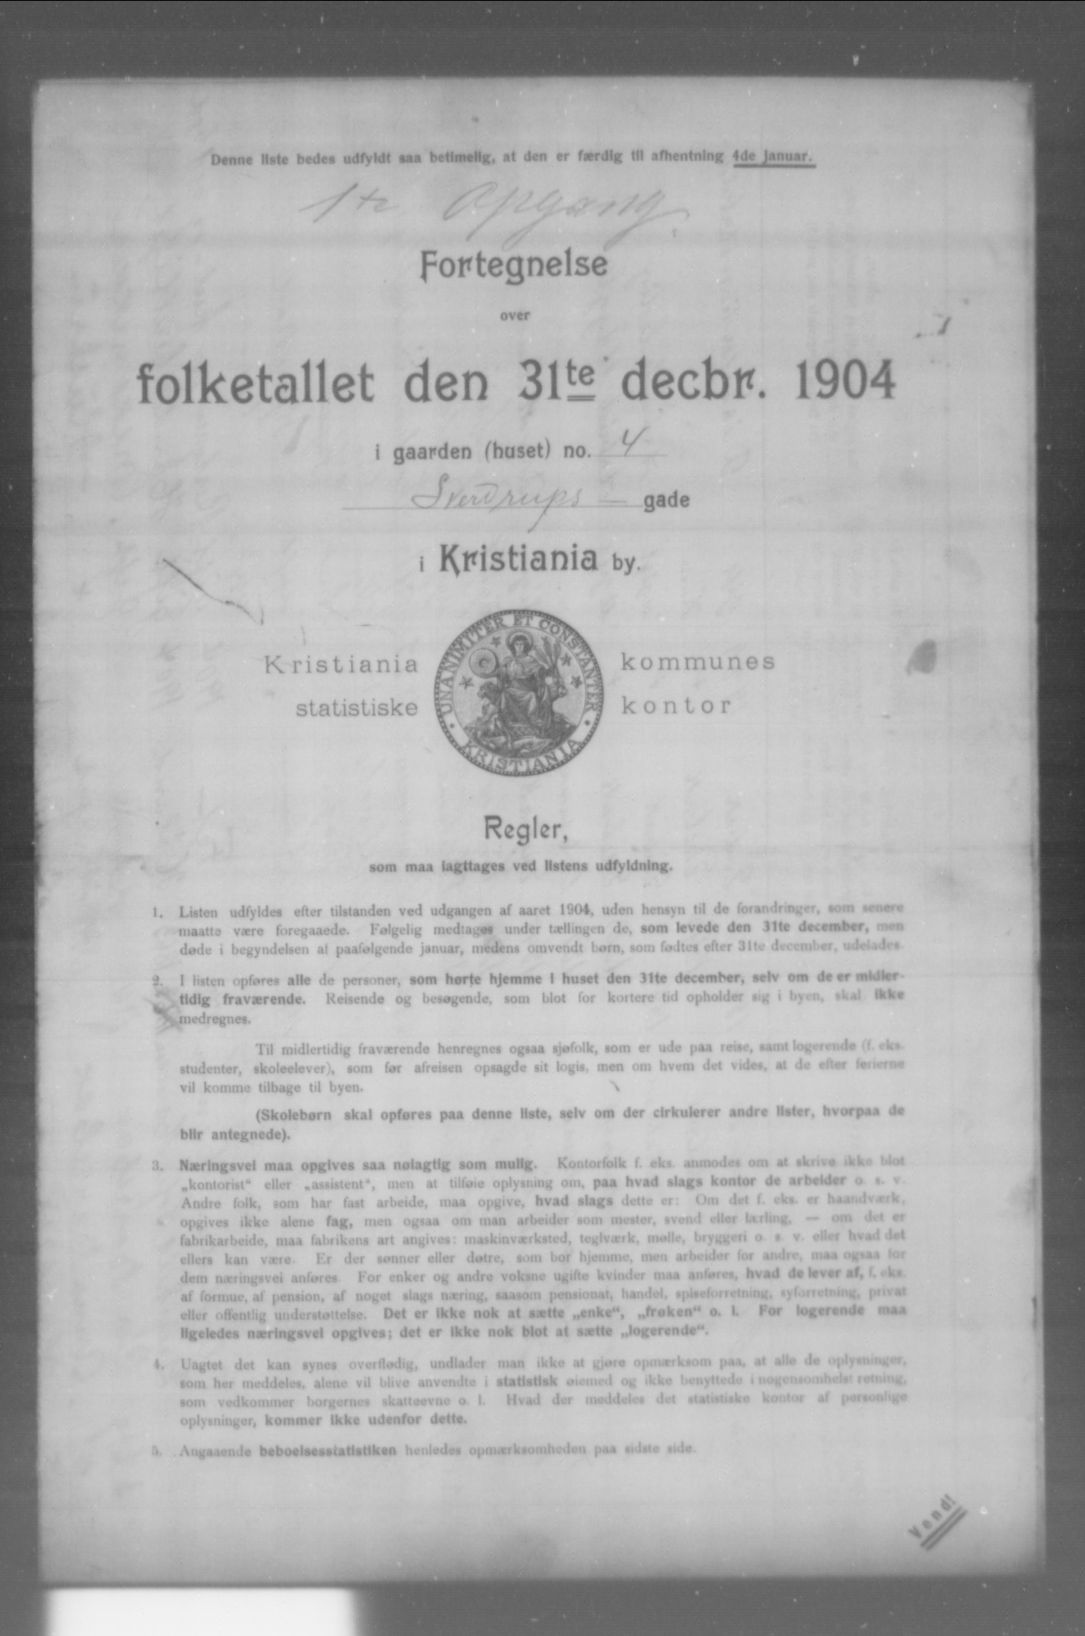 Denne liste bedes udfyldt saa betimelig, at den er færdig til afhentning 4de januar.
1te Opgang.
Fortegnelse
over
folketallet den 31te decbr. 1904
i gaarden (huset) no. 4
Sverdrups — gade
i Kristiania by.
Kristiania kommunes
statistiske kontor
UNANIMITER ET CONSTANTER
KRISTIANIA
Regler,
som maa iagttages ved listens udfyldning.
1. Listen udfyldes efter tilstanden ved udgangen af aaret 1904, uden hensyn til de forandringer, som senere
maatte være foregaaede. Følgelig medtages under tællingen de, som levede den 31te december, men
døde i begyndelsen af paafølgende januar, medens omvendt børn, som fødtes efter 31te december, udelades.
2. I listen opføres alle de personer, som hørte hjemme i huset den 31te december, selv om de er midler-
tidig fraværende. Reisende og besøgende, som blot for kortere tid opholder sig i byen, skal ikke
medregnes.
Til midlertidig fraværende henregnes ogsaa sjøfolk, som er ude paa reise, samt logerende (f. eks.
studenter, skoleelever), som før afreisen opsagde sit logis, men om hvem det vides, at de efter ferierne
vil komme tilbage til byen.
(Skolebørn skal opføres paa denne liste, selv om der cirkulerer andre lister, hvorpaa de
blir antegnede).
3. Næringsvei maa opgives saa nøiagtig som mulig. Kontorfolk f. eks. anmodes om at skrive ikke blot
„kontorist“ eller „assistent“, men at tilføie oplysning om, paa hvad slags kontor de arbeider o. s. v.
Andre folk, som har fast arbeide, maa opgive, hvad slags dette er: Om det f. eks. er haandværk,
opgives ikke alene fag, men ogsaa om man arbeider som mester, svend eller lærling, — om det er
fabrikarbeide, maa fabrikens art angives: maskinværksted, teglværk, mølle, bryggeri o. s. v. eller hvad det
ellers kan være. Er der sønner eller døtre, som bor hjemme, men arbeider for andre, maa ogsaa for
dem næringsvei anføres. For enker og andre voksne ugifte kvinder maa anføres, hvad de lever af, f. eks.
af formue, af pension, af noget slags næring, saasom pensionat, handel, spiseforretning, syforretning, privat
eller offentlig understøttelse. Det er ikke nok at sætte „enke“, „frøken“ o. l. For logerende maa
ligeledes næringsvei opgives; det er ikke nok blot at sætte „logerende“.
4. Uagtet det kan synes overflødig, undlader man ikke at gjøre opmærksom paa, at alle de oplysninger,
som her meddeles, alene vil blive anvendte i statistisk øiemed og ikke benyttede i nogensomhelst retning,
som vedkommer borgernes skatteevne o. l. Hvad der meddeles det statistiske kontor af personlige
oplysninger, kommer ikke udenfor dette.
5. Angaaende beboelsesstatistiken henledes opmærksomheden paa sidste side.
Vend!